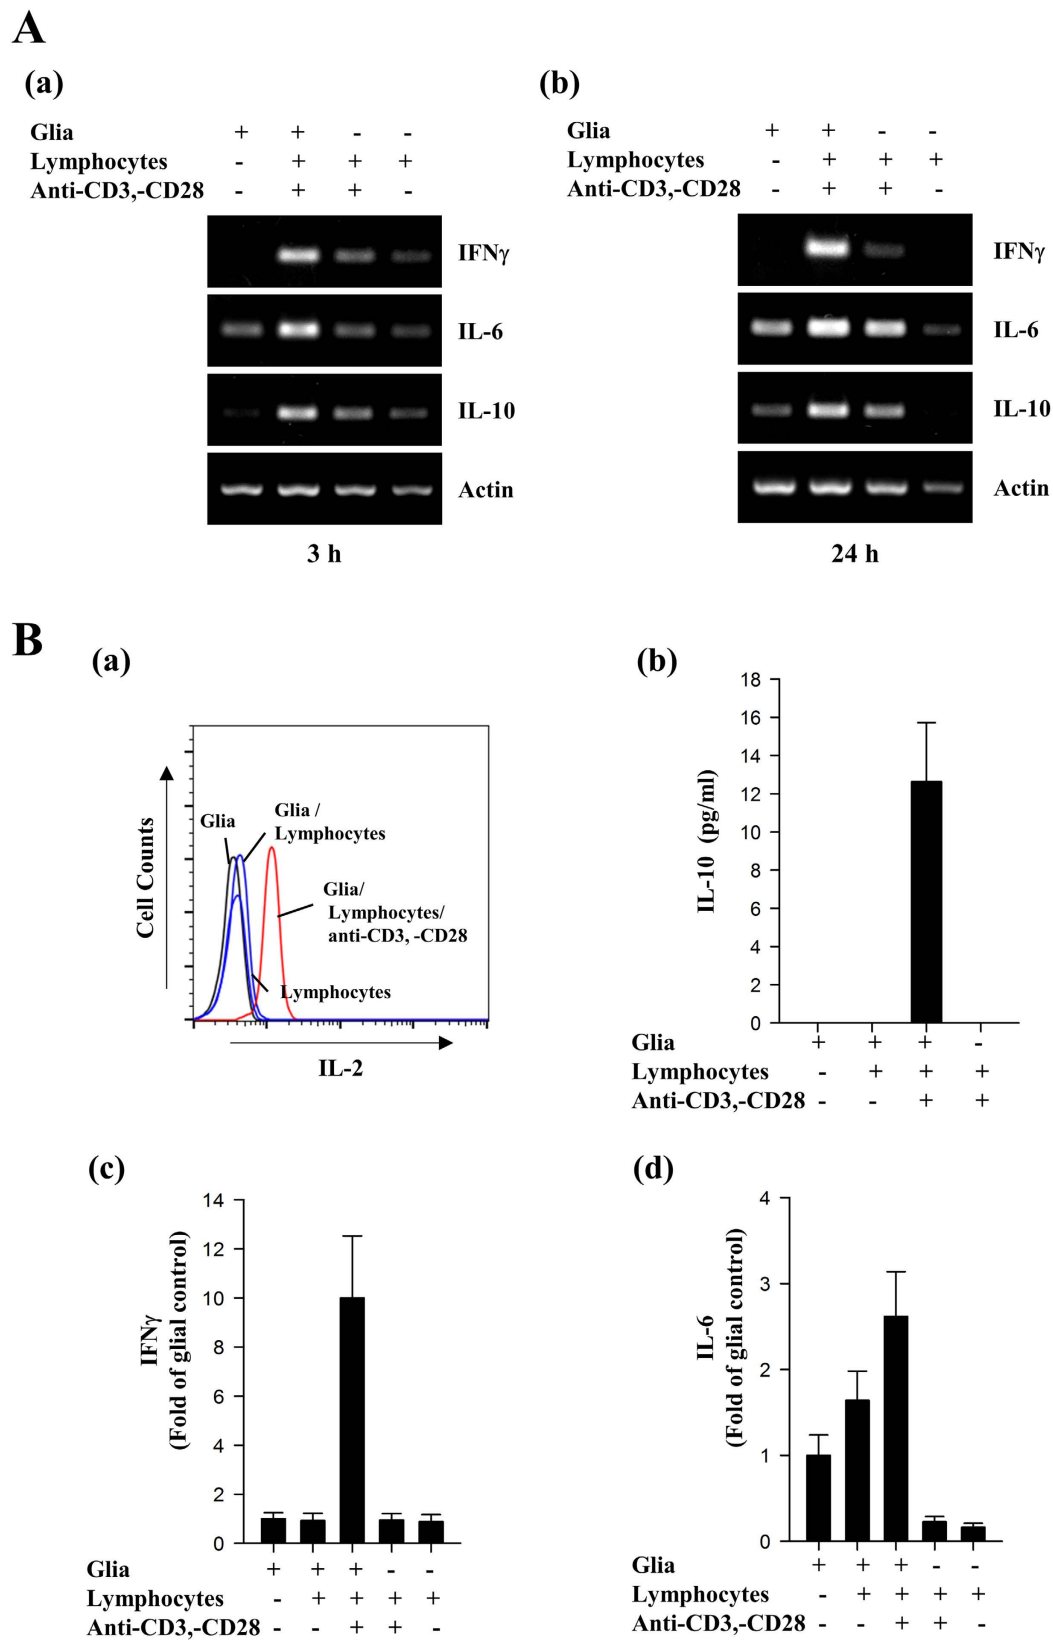 A
(a)
Glia + + - -
Lymphocytes - + + +
Anti-CD3,-CD28 - + + -
IFNγ
IL-6
IL-10
Actin
3 h
(b)
Glia + + - -
Lymphocytes - + + +
Anti-CD3,-CD28 - + + -
IFNγ
IL-6
IL-10
Actin
24 h
B
(a)
Cell Counts
Glia
Glia /
Lymphocytes
Glia/
Lymphocytes/
anti-CD3, -CD28
Lymphocytes
IL-2
(b)
IL-10 (pg/ml)
18
16
14
12
10
8
6
4
2
0
Glia + + + -
Lymphocytes - + + +
Anti-CD3,-CD28 - - + +
(c)
IFNγ
(Fold of glial control)
14
12
10
8
6
4
2
0
Glia + + + - -
Lymphocytes - + + + +
Anti-CD3,-CD28 - - + + -
(d)
IL-6
(Fold of glial control)
4
3
2
1
0
Glia + + + - -
Lymphocytes - + + + +
Anti-CD3,-CD28 - - + + -